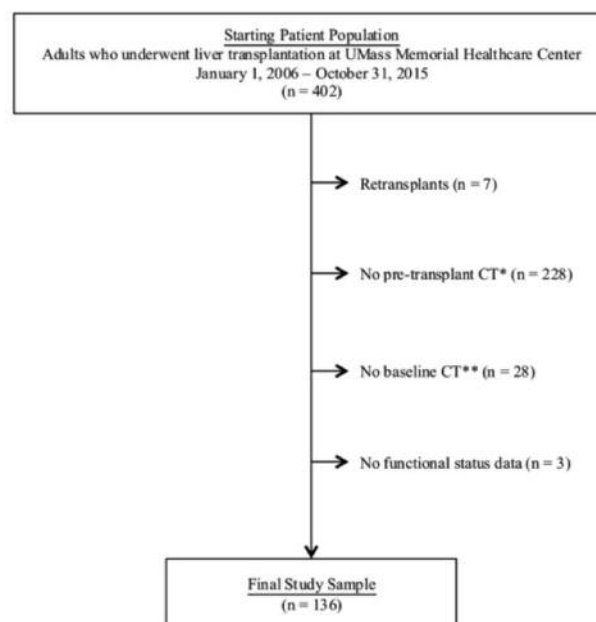 Starting Patient Population
Adults who underwent liver transplantation at UMass Memorial Healthcare Center
January 1, 2006 – October 31, 2015
(n = 402)
Retransplants (n = 7)
No pre-transplant CT* (n = 228)
No baseline CT** (n = 28)
No functional status data (n = 3)
Final Study Sample
(n = 136)